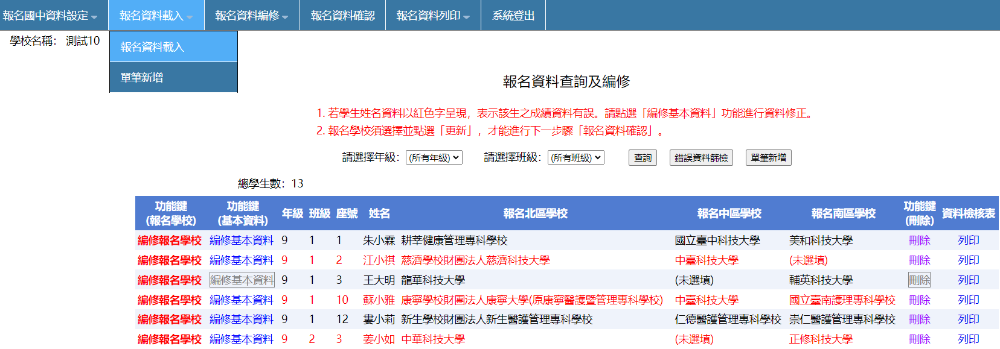 報名國中資料設定 報名資料載入 報名資料編修 報名資料確認 報名資料列印 系統登出
學校名稱： 測試10
報名資料載入
單筆新增
報名資料查詢及編修
1. 若學生姓名資料以紅色字呈現，表示該生之成績資料有誤。請點選「編修基本資料」功能進行資料修正。
2. 報名學校須選擇並點選「更新」，才能進行下一步驟「報名資料確認」。
請選擇年級： (所有年級) 請選擇班級： (所有班級) 查詢 錯誤資料篩檢 單筆新增
總學生數：13
功能鍵(報名學校) 功能鍵(基本資料) 年級 班級 座號 姓名 報名北區學校 報名中區學校 報名南區學校 功能鍵(刪除) 資料檢核表
編修報名學校 編修基本資料 9 1 1 朱小霖 耕莘健康管理專科學校 國立臺中科技大學 美和科技大學 刪除 列印
編修報名學校 編修基本資料 9 1 2 江小祺 慈濟學校財團法人慈濟科技大學 中臺科技大學 (未選填) 刪除 列印
編修報名學校 編修基本資料 9 1 3 王大明 龍華科技大學 (未選填) 輔英科技大學 刪除 列印
編修報名學校 編修基本資料 9 1 10 蘇小雅 康寧學校財團法人康寧大學(原康寧醫護暨管理專科學校) 中臺科技大學 國立臺南護理專科學校 刪除 列印
編修報名學校 編修基本資料 9 1 12 婁小莉 新生學校財團法人新生醫護管理專科學校 仁德醫護管理專科學校 崇仁醫護管理專科學校 刪除 列印
編修報名學校 編修基本資料 9 2 3 姜小如 中華科技大學 (未選填) 正修科技大學 刪除 列印